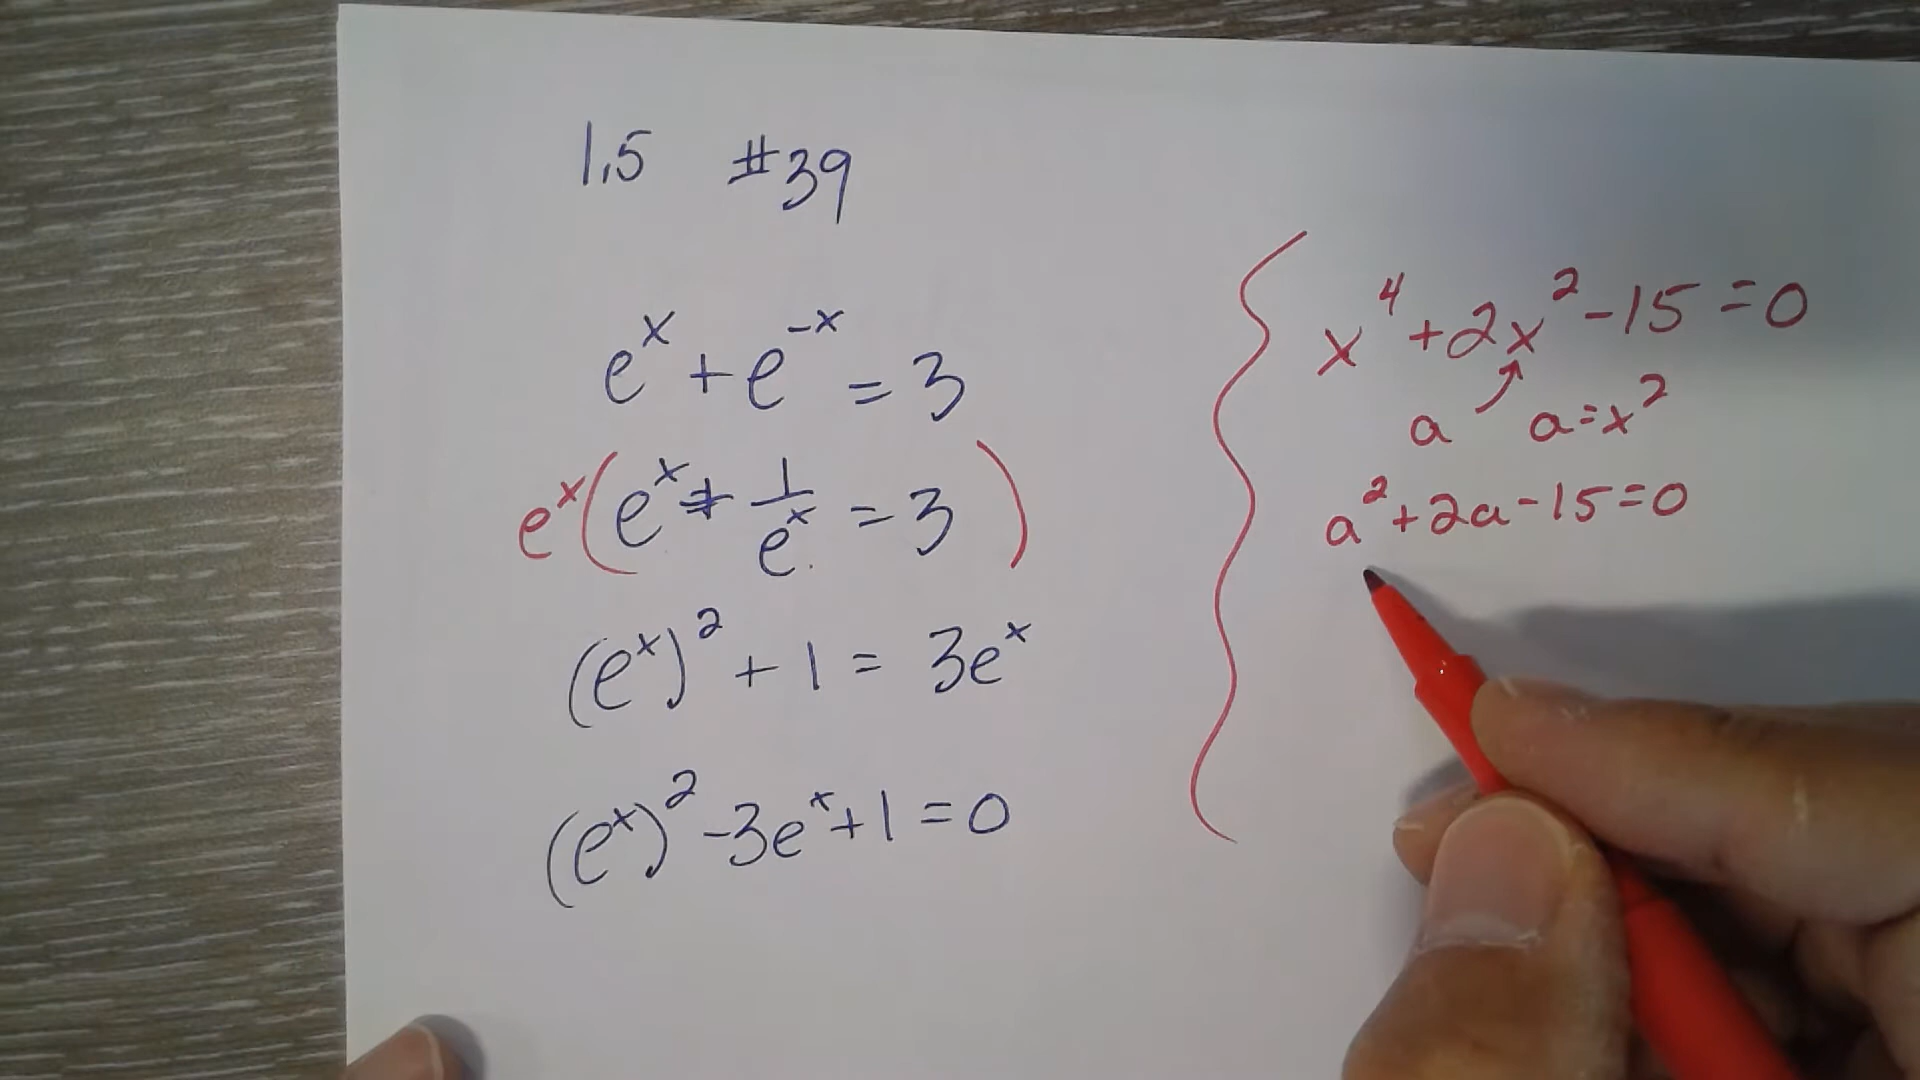 1.5 #39
e^x + e^-x = 3
e^x ( e^x + 1/e^x = 3 )
(e^x)^2 + 1 = 3e^x
(e^x)^2 - 3e^x + 1 = 0
x^4 + 2x^2 - 15 = 0
a ↗ a = x^2
a^2 + 2a - 15 = 0